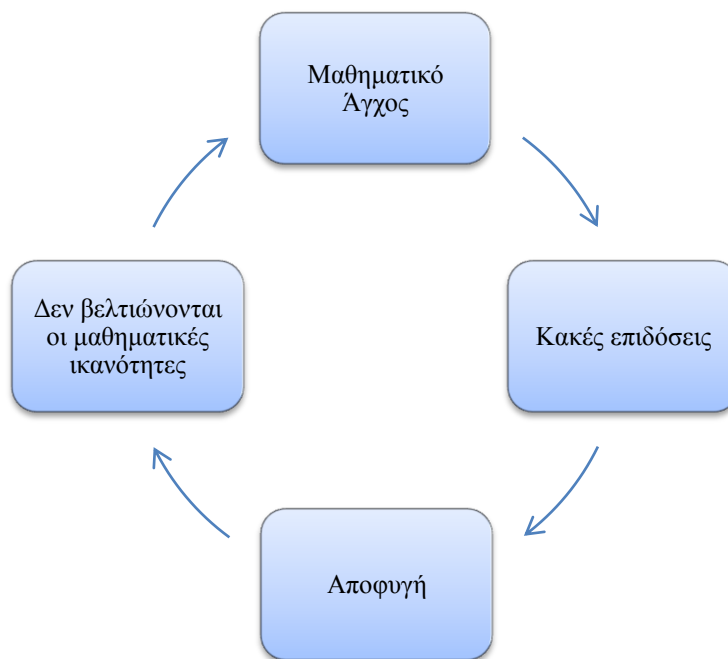 Μαθηματικό
Άγχος
Κακές επιδόσεις
Αποφυγή
Δεν βελτιώνονται
οι μαθηματικές
ικανότητες